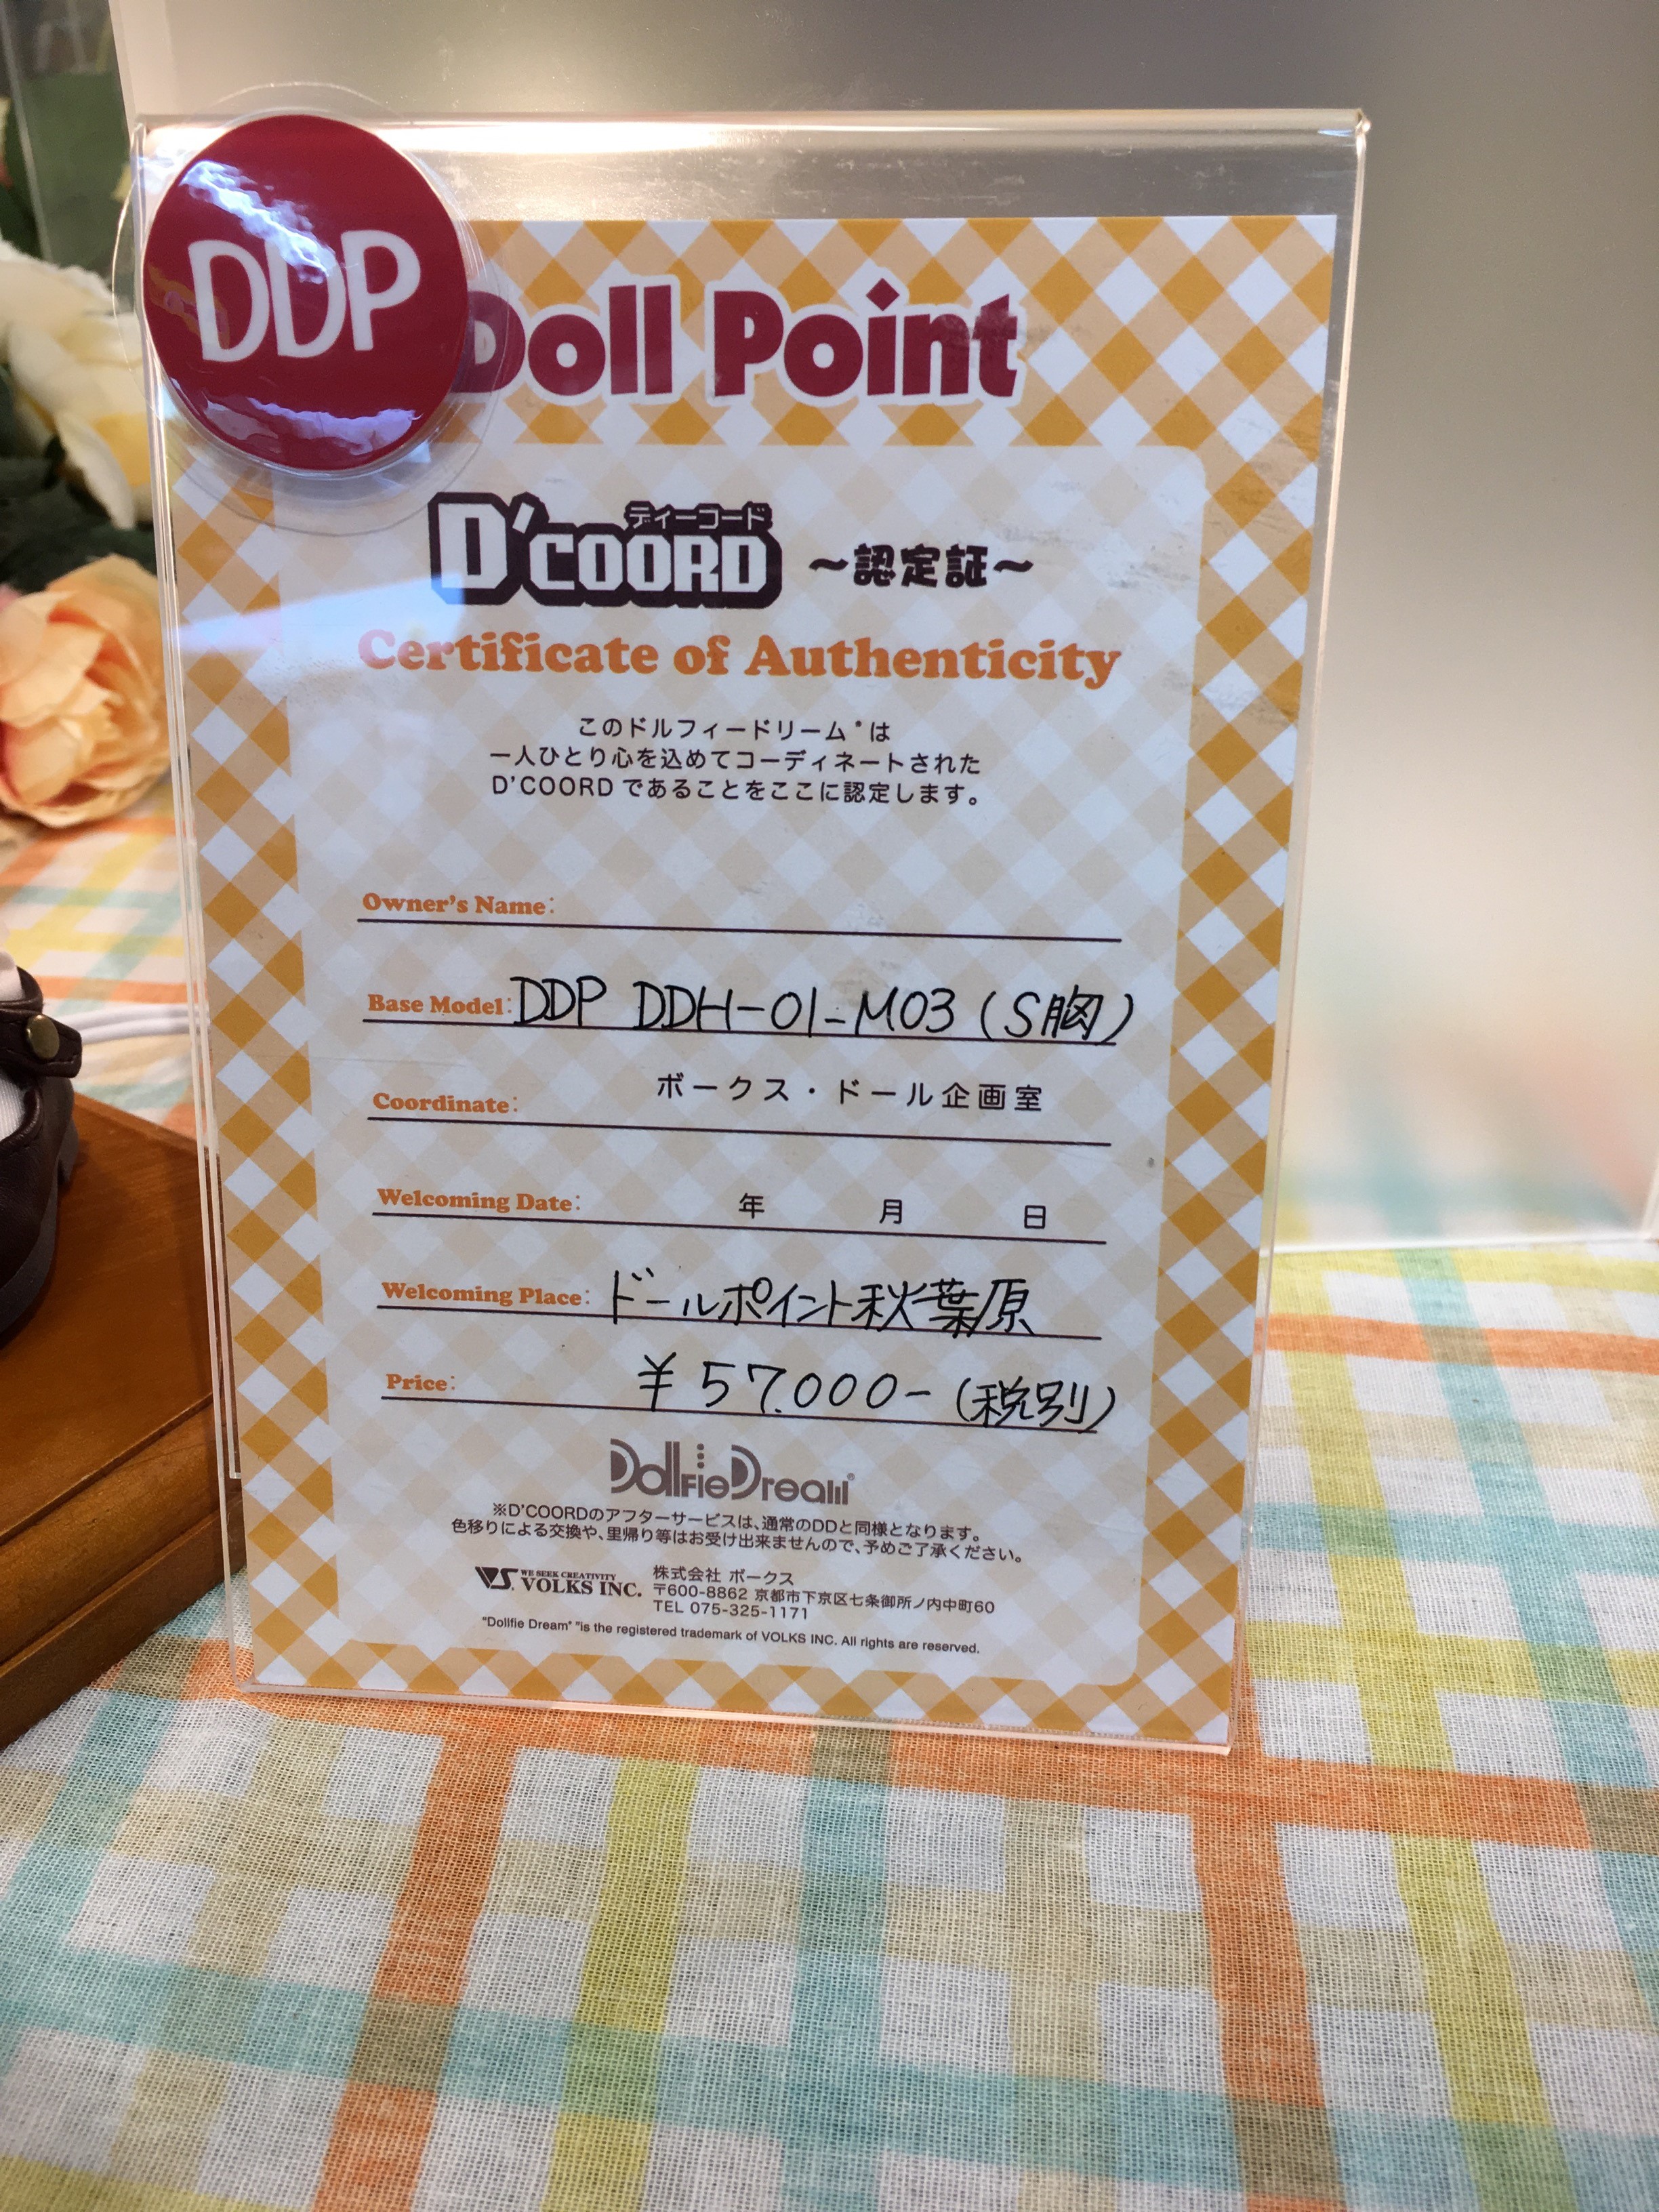 DDP
Doll Point
ディーコード
D'COORD ～認定証～
Certificate of Authenticity
このドルフィードリーム®は
一人ひとり心を込めてコーディネートされた
D'COORDであることをここに認定します。
Owner's Name:
Base Model: DDP DDH-01-M03 (S胸)
Coordinate: ボークス・ドール企画室
Welcoming Date: 年 月 日
Welcoming Place: ドールポイント秋葉原
Price: ¥57.000-(税別)
DollfieDream®
※D'COORDのアフターサービスは、通常のDDと同様となります。
色移りによる交換や、里帰り等はお受け出来ませんので、予めご了承ください。
VS. WE SEEK CREATIVITY
VOLKS INC.
株式会社 ボークス
〒600-8862 京都市下京区七条御所ノ内中町60
TEL 075-325-1171
"Dollfie Dream® "is the registered trademark of VOLKS INC. All rights are reserved.